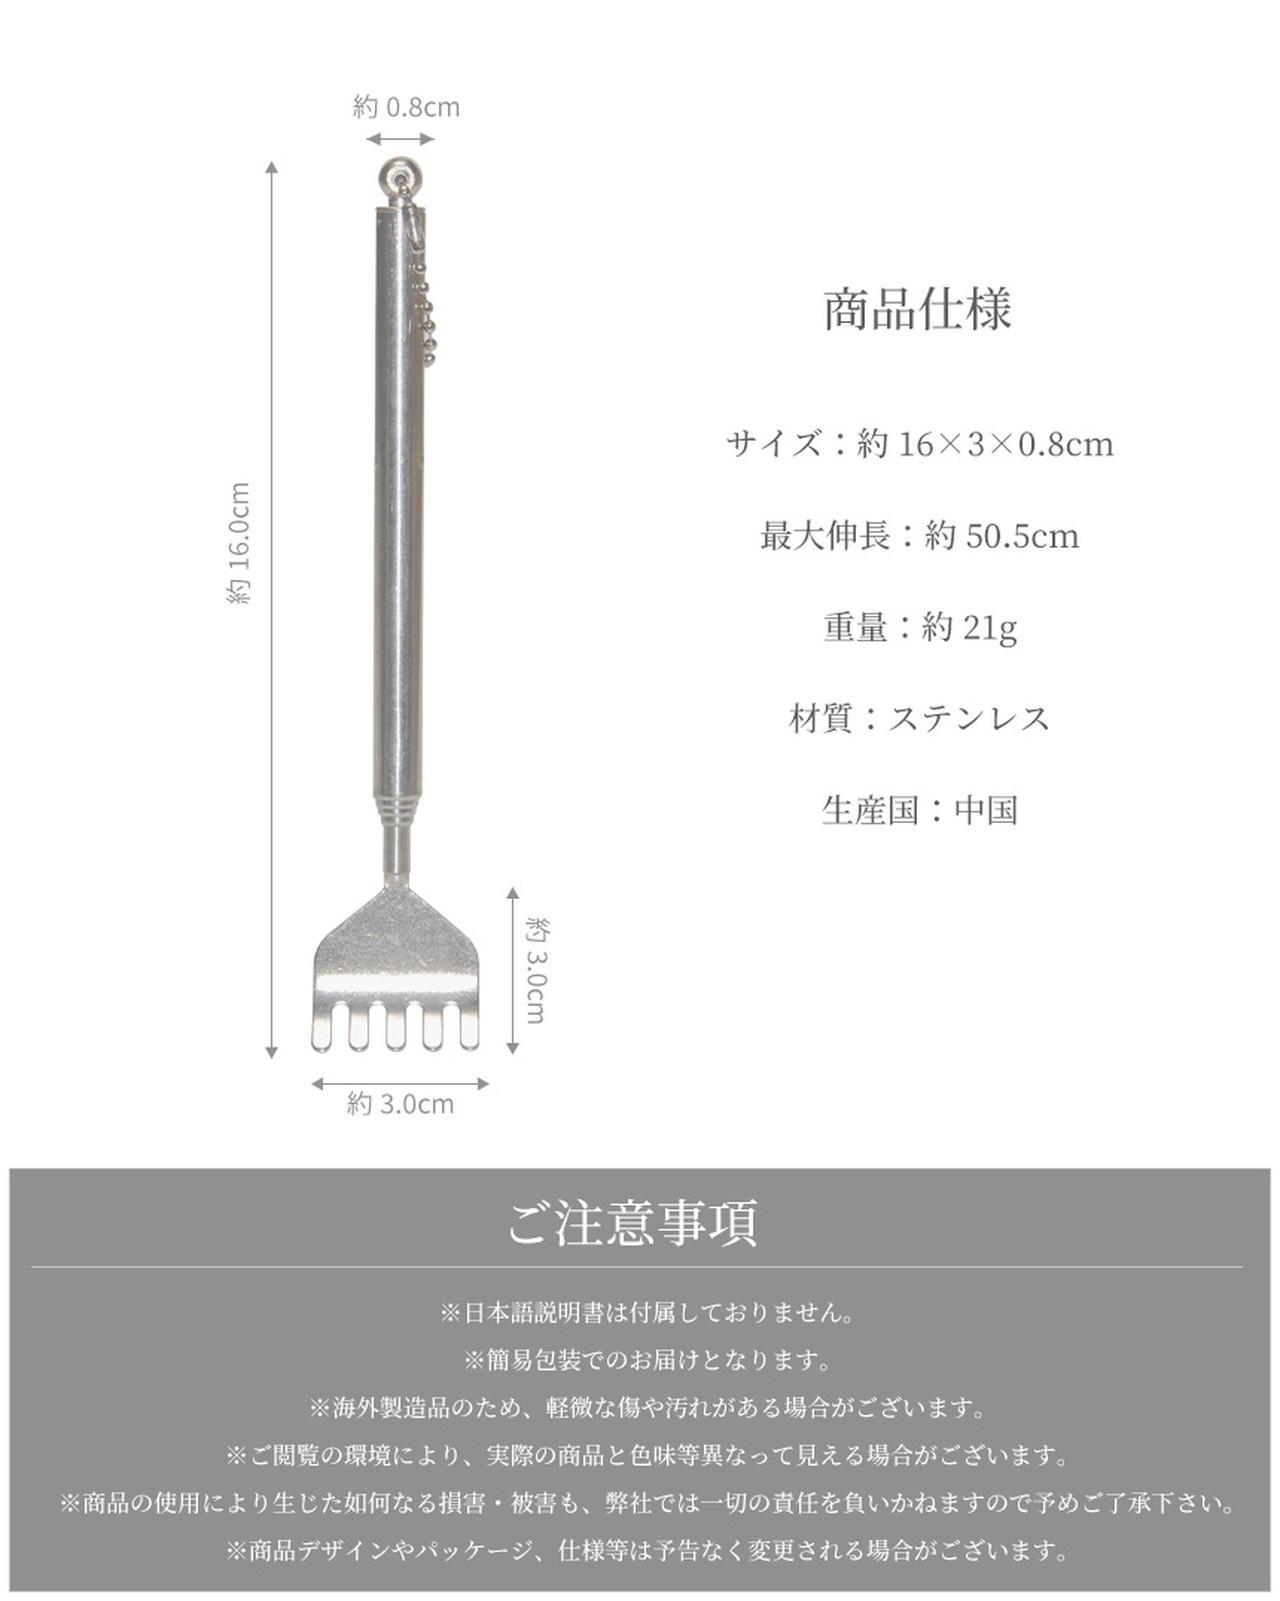 約 0.8cm
約 16.0cm
商品仕様
サイズ：約 16×3×0.8cm
最大伸長：約 50.5cm
重量：約 21g
材質：ステンレス
生産国：中国
約 3.0cm
約 3.0cm
ご注意事項
※日本語説明書は付属しておりません。
※簡易包装でのお届けとなります。
※海外製造品のため、軽微な傷や汚れがある場合がございます。
※ご閲覧の環境により、実際の商品と色味等異なって見える場合がございます。
※商品の使用により生じた如何なる損害・被害も、弊社では一切の責任を負いかねますので予めご了承下さい。
※商品デザインやパッケージ、仕様等は予告なく変更される場合がございます。